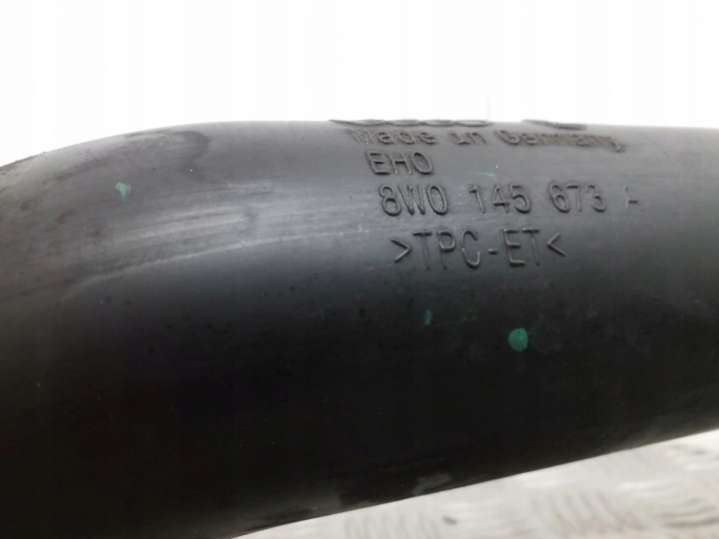 Made in Germany
EHO
8W0 145 673 A
>TPC-ET<